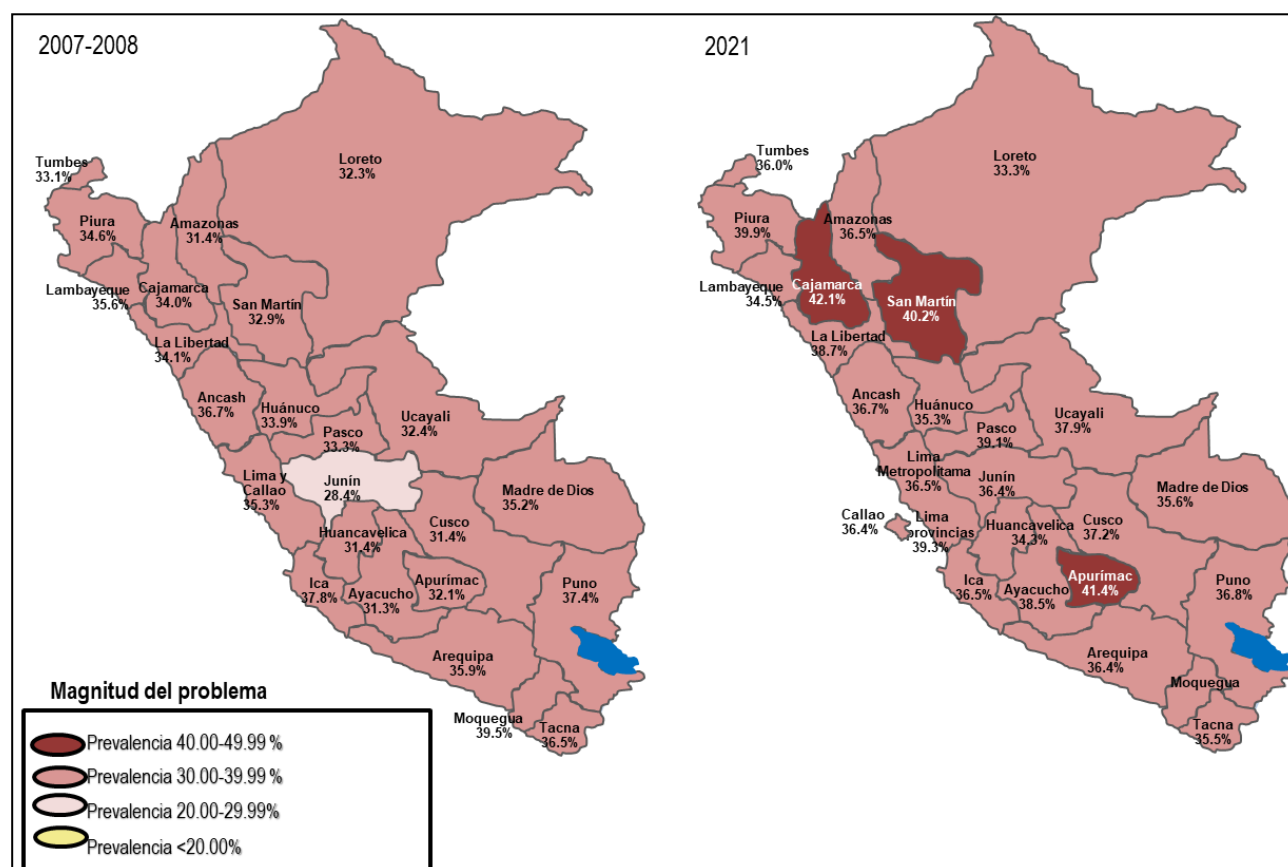 2007-2008
Tumbes
33.1%
Loreto
32.3%
Piura
34.6%
Amazonas
31.4%
Lambayeque
35.6%
Cajamarca
34.0%
San Martín
32.9%
La Libertad
34.1%
Ancash
36.7%
Huánuco
33.9%
Ucayali
32.4%
Pasco
33.3%
Lima y
Callao
35.3%
Junín
28.4%
Madre de Dios
35.2%
Huancavelica
31.4%
Cusco
31.4%
Ica
37.8%
Ayacucho
31.3%
Apurímac
32.1%
Puno
37.4%
Arequipa
35.9%
Moquegua
39.5%
Tacna
36.5%
Magnitud del problema
Prevalencia 40.00-49.99 %
Prevalencia 30.00-39.99 %
Prevalencia 20.00-29.99%
Prevalencia <20.00%
2021
Tumbes
36.0%
Loreto
33.3%
Piura
39.9%
Amazonas
36.5%
Lambayeque
34.5%
Cajamarca
42.1%
San Martín
40.2%
La Libertad
38.7%
Ancash
36.7%
Huánuco
35.3%
Ucayali
37.9%
Pasco
39.1%
Lima
Metropolitama
36.5%
Junín
36.4%
Madre de Dios
35.6%
Callao
36.4%
Lima
provincias
39.3%
Huancavelica
34.3%
Cusco
37.2%
Ica
36.5%
Ayacucho
38.5%
Apurímac
41.4%
Puno
36.8%
Arequipa
36.4%
Moquegua
Tacna
35.5%